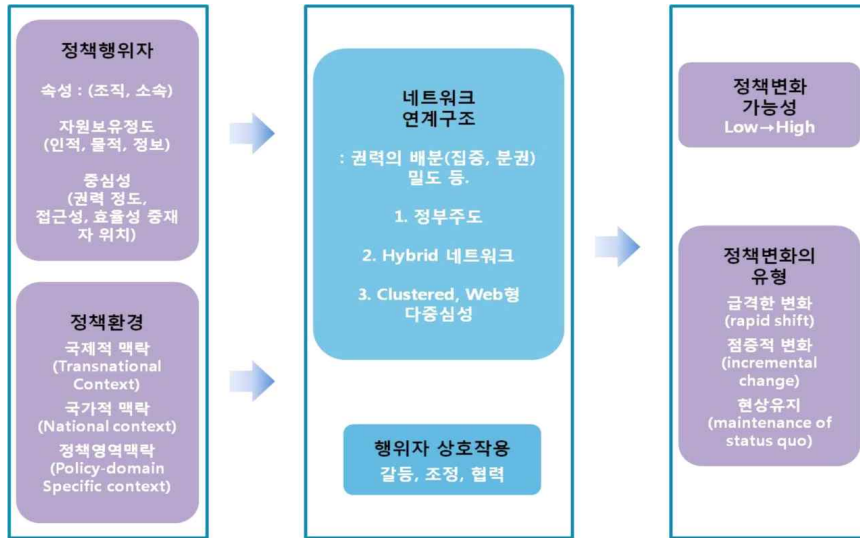 정책행위자
속성 : (조직, 소속)
자원보유정도
(인적, 물적, 정보)
중심성
(권력 정도,
접근성, 효율성 중재
자 위치)
정책환경
국제적 맥락
(Transnational
Context)
국가적 맥락
(National context)
정책영역맥락
(Policy-domain
Specific context)
네트워크
연계구조
: 권력의 배분(집중, 분권)
밀도 등.
1. 정부주도
2. Hybrid 네트워크
3. Clustered, Web형
다중심성
행위자 상호작용
갈등, 조정, 협력
정책변화
가능성
Low→High
정책변화의
유형
급격한 변화
(rapid shift)
점증적 변화
(incremental
change)
현상유지
(maintenance of
status quo)